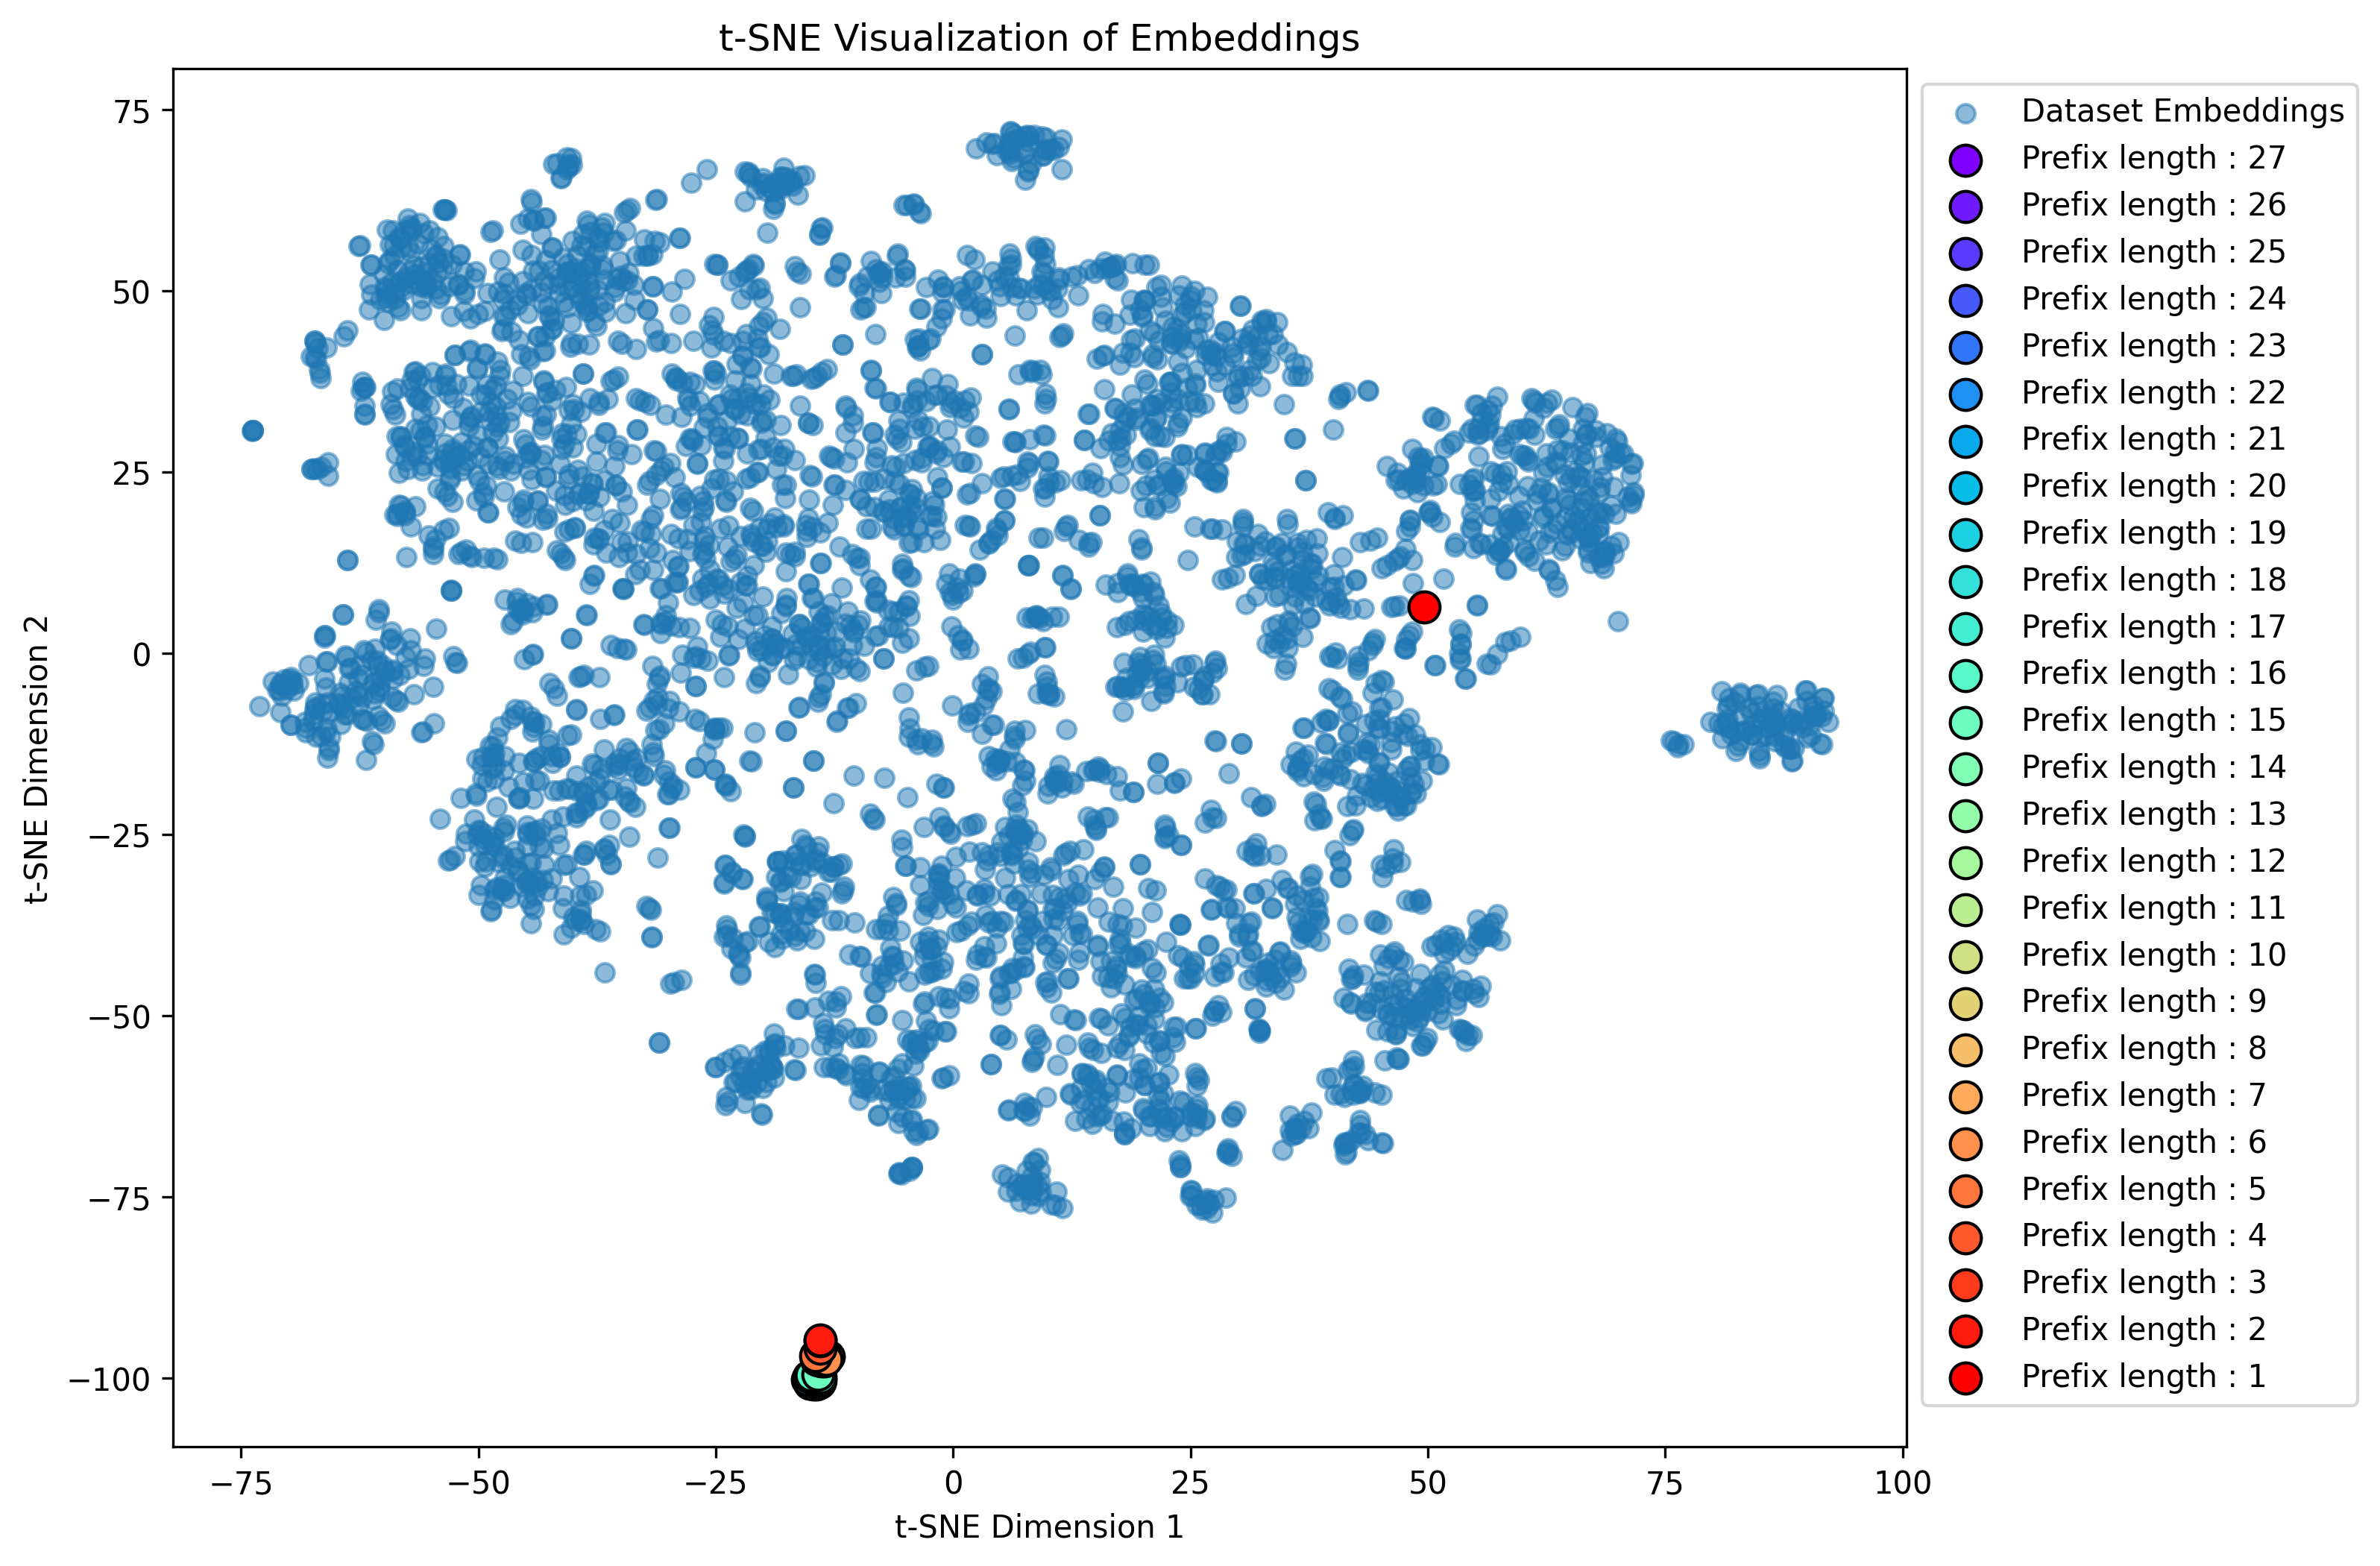 t-SNE Visualization of Embeddings
75
50
25
0
−25
−50
−75
−100
t-SNE Dimension 2
−75
−50
−25
0
25
50
75
100
t-SNE Dimension 1
Dataset Embeddings
Prefix length : 27
Prefix length : 26
Prefix length : 25
Prefix length : 24
Prefix length : 23
Prefix length : 22
Prefix length : 21
Prefix length : 20
Prefix length : 19
Prefix length : 18
Prefix length : 17
Prefix length : 16
Prefix length : 15
Prefix length : 14
Prefix length : 13
Prefix length : 12
Prefix length : 11
Prefix length : 10
Prefix length : 9
Prefix length : 8
Prefix length : 7
Prefix length : 6
Prefix length : 5
Prefix length : 4
Prefix length : 3
Prefix length : 2
Prefix length : 1